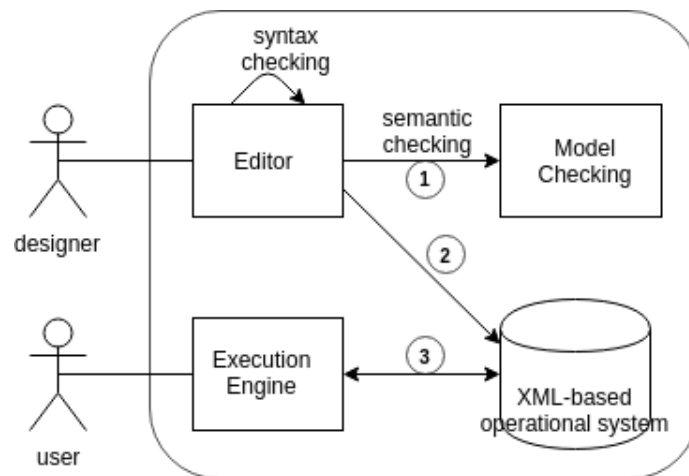 syntax
checking
semantic
checking
Editor
Model
Checking
1
designer
2
Execution
Engine
3
XML-based
operational system
user